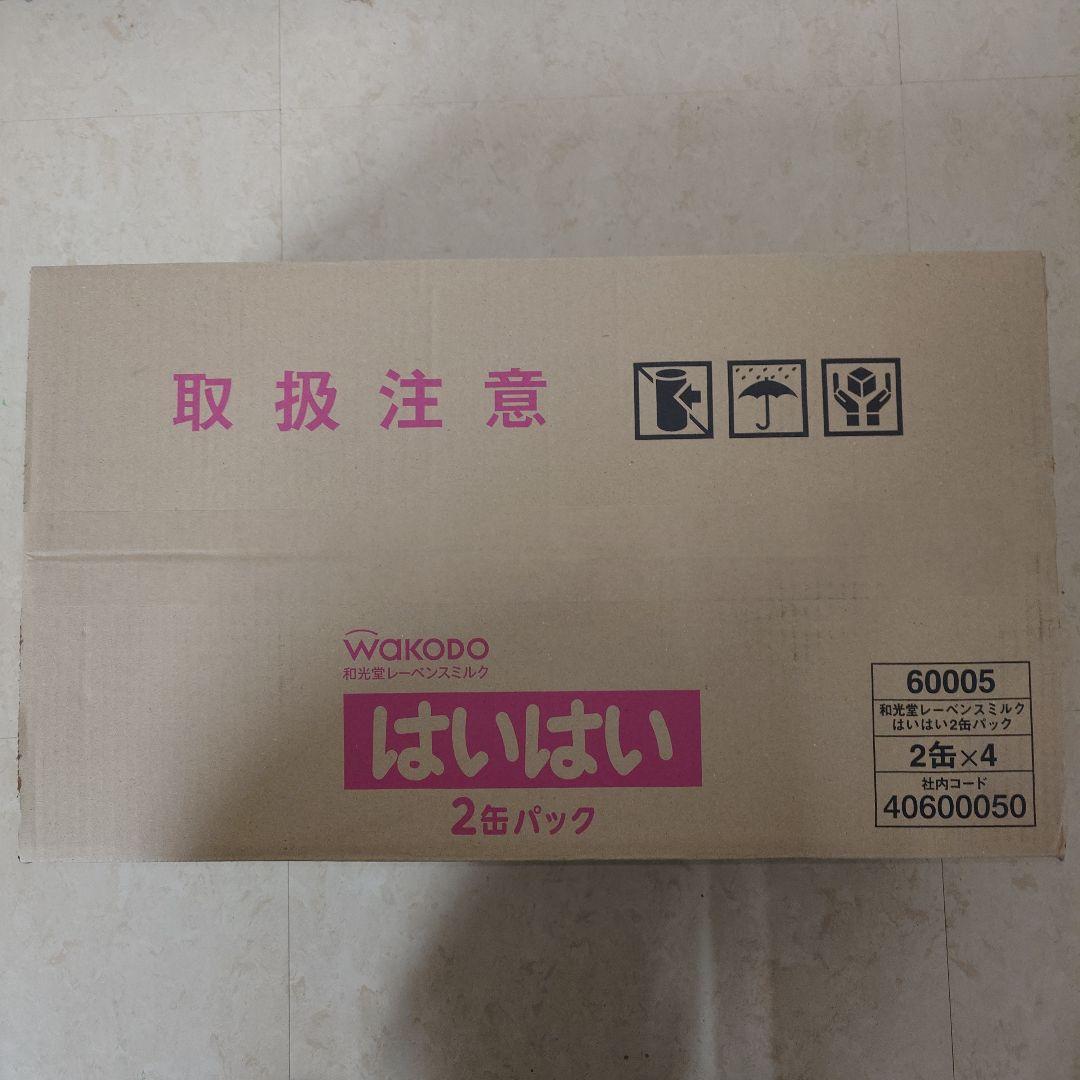 取扱注意
WaKODO
和光堂レーベンスミルク
はいはい
2缶パック
60005
和光堂レーベンスミルク
はいはい2缶パック
2缶×4
社内コード
40600050